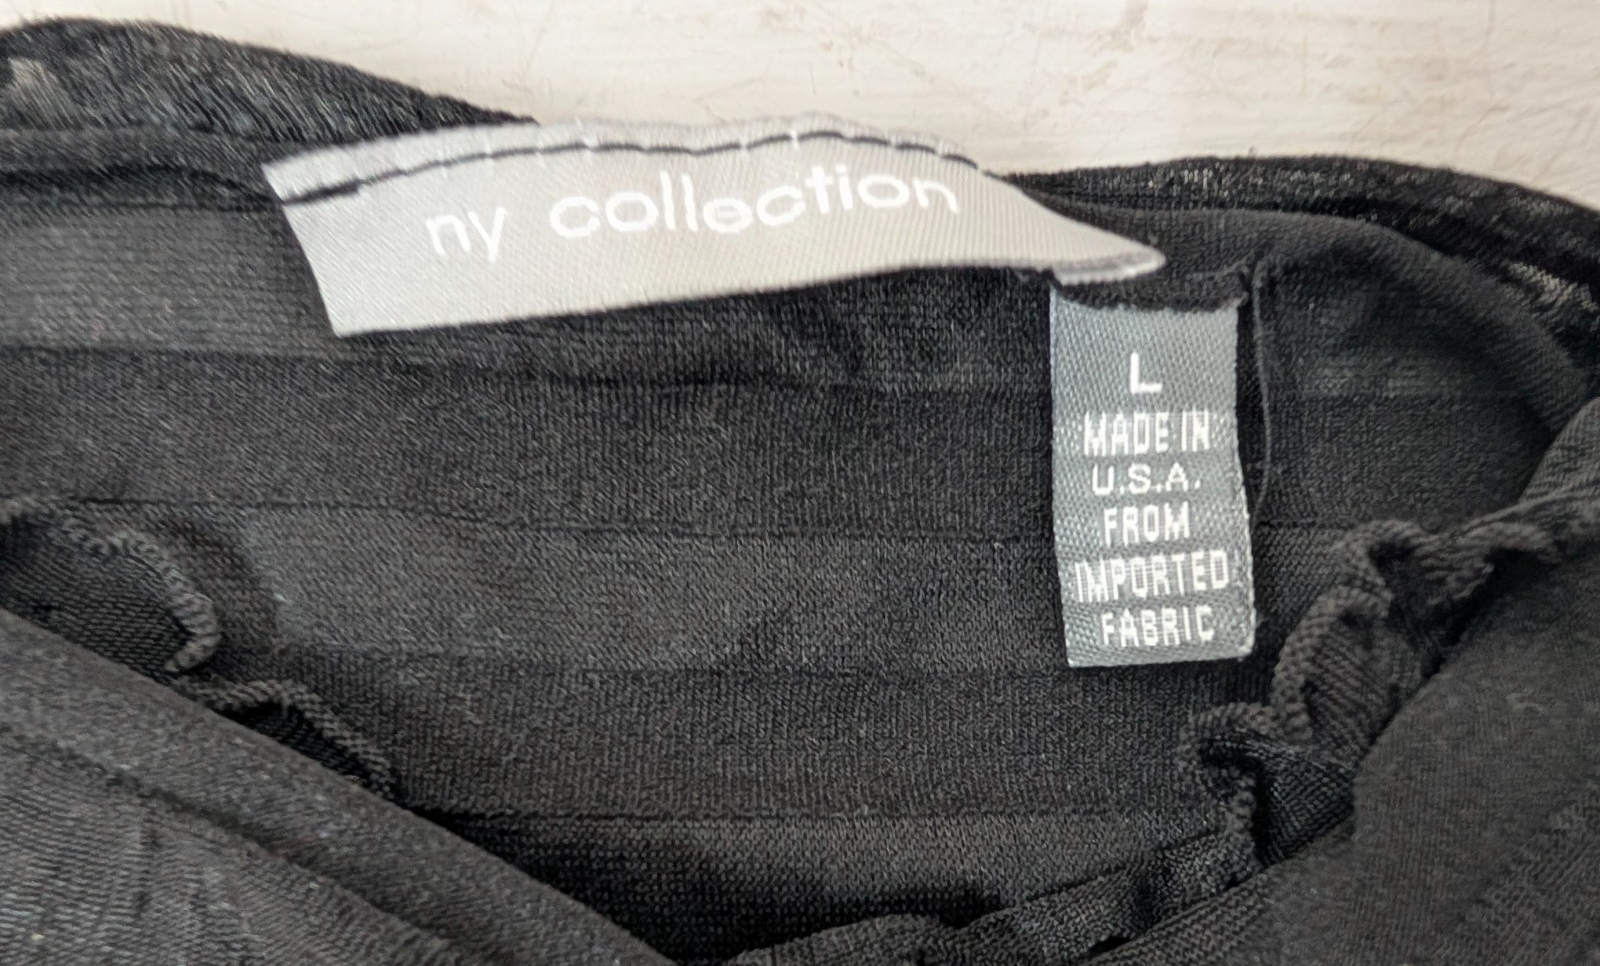 ny collection
L
MADE IN
U.S.A.
FROM
IMPORTED
FABRIC